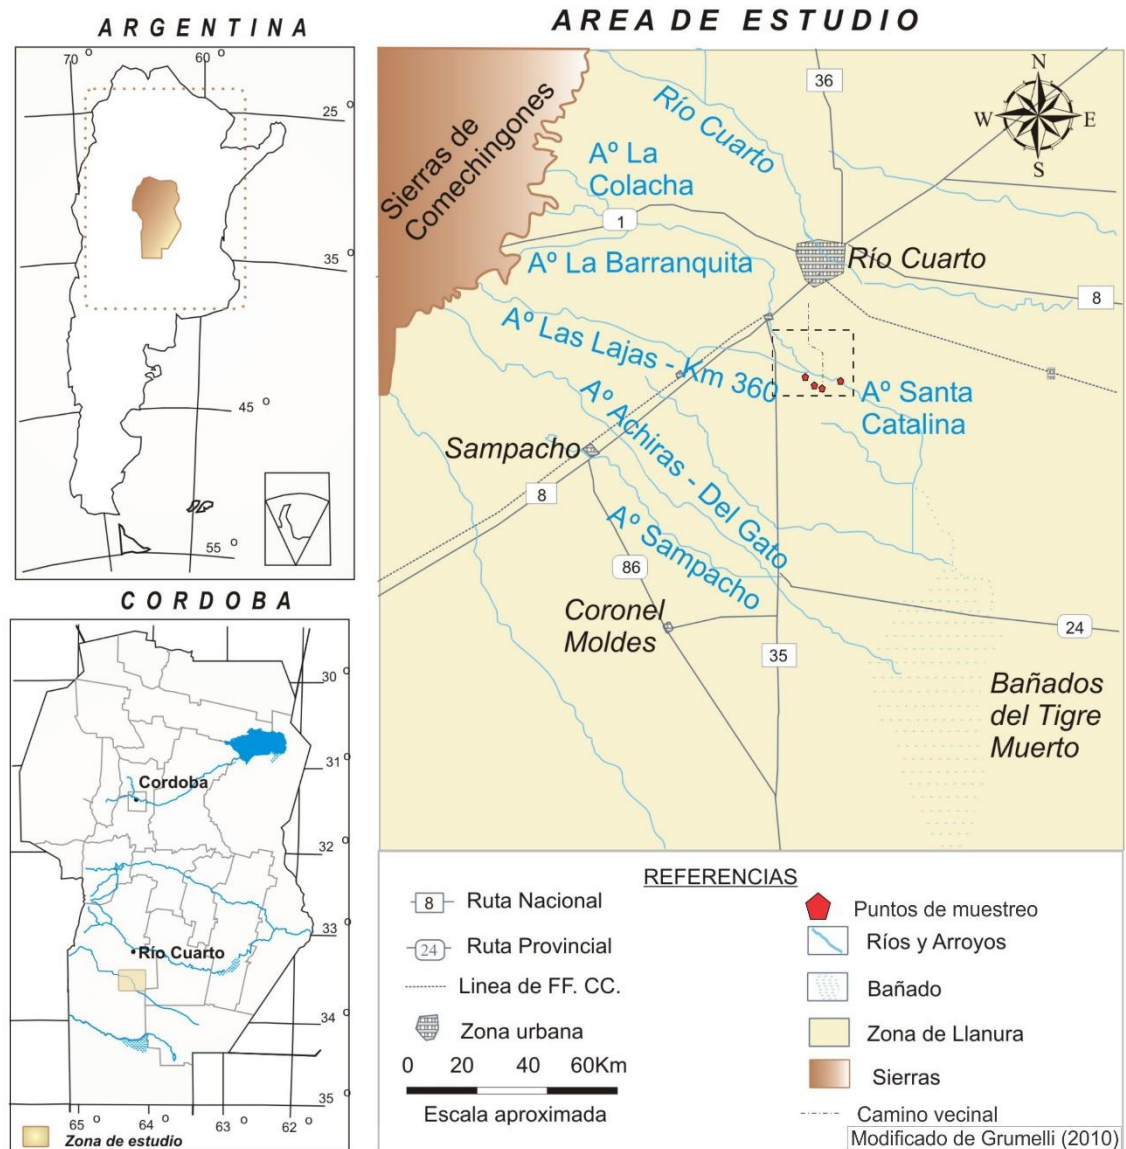 ARGENTINA
70 o
60 o
25 o
35 o
45 o
55 o
CORDOBA
30 o
31 o
Cordoba
32 o
33 o
Río Cuarto
34 o
35 o
65 o
64 o
63 o
62 o
Zona de estudio
AREA DE ESTUDIO
Sierras de
Comechingones
Río Cuarto
36
N
W
E
S
Aº La
Colacha
1
Aº La Barranquita
Río Cuarto
8
Aº Las Lajas - Km 360
Aº Santa
Catalina
Aº Achiras - Del Gato
Sampacho
8
Aº Sampacho
86
Coronel
Moldes
35
24
Bañados
del Tigre
Muerto
REFERENCIAS
8 Ruta Nacional
24 Ruta Provincial
Linea de FF. CC.
Zona urbana
0 20 40 60Km
Escala aproximada
Puntos de muestreo
Ríos y Arroyos
Bañado
Zona de Llanura
Sierras
Camino vecinal
Modificado de Grumelli (2010)